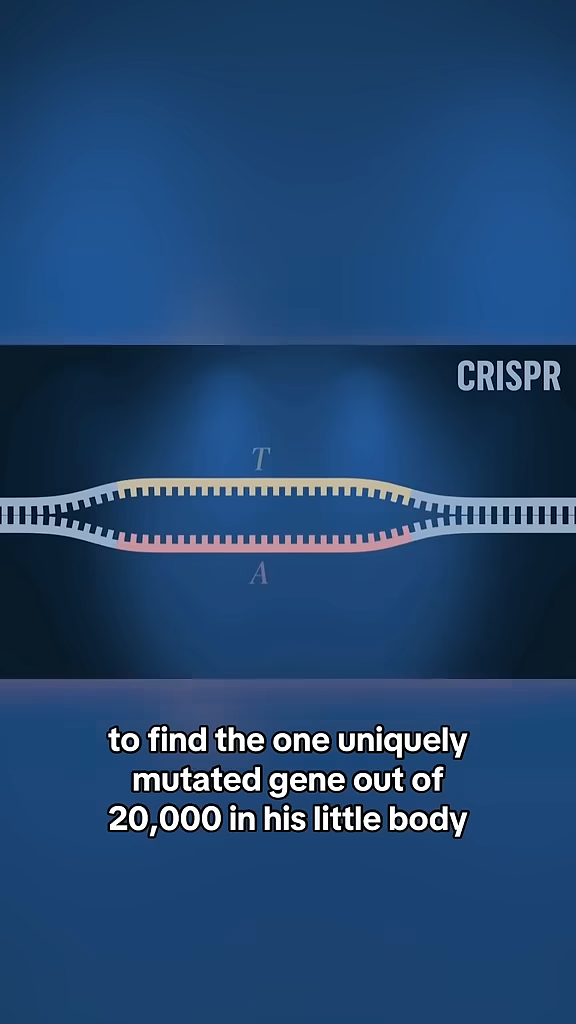 CRISPR
T
A
to find the one uniquely
mutated gene out of
20,000 in his little body